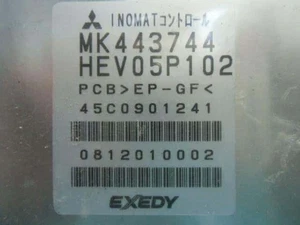 INOMATコントロール
MK443744
HEV05P102
PCB>EP-GF<
45C0901241
0812010002
EXEDY